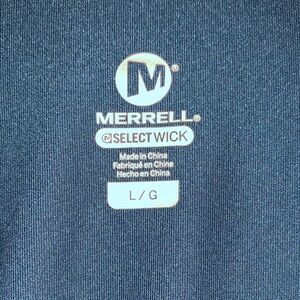 M
MERRELL®
M SELECT WICK
Made in China
Fabriqué en Chine
Hecho en China
L / G